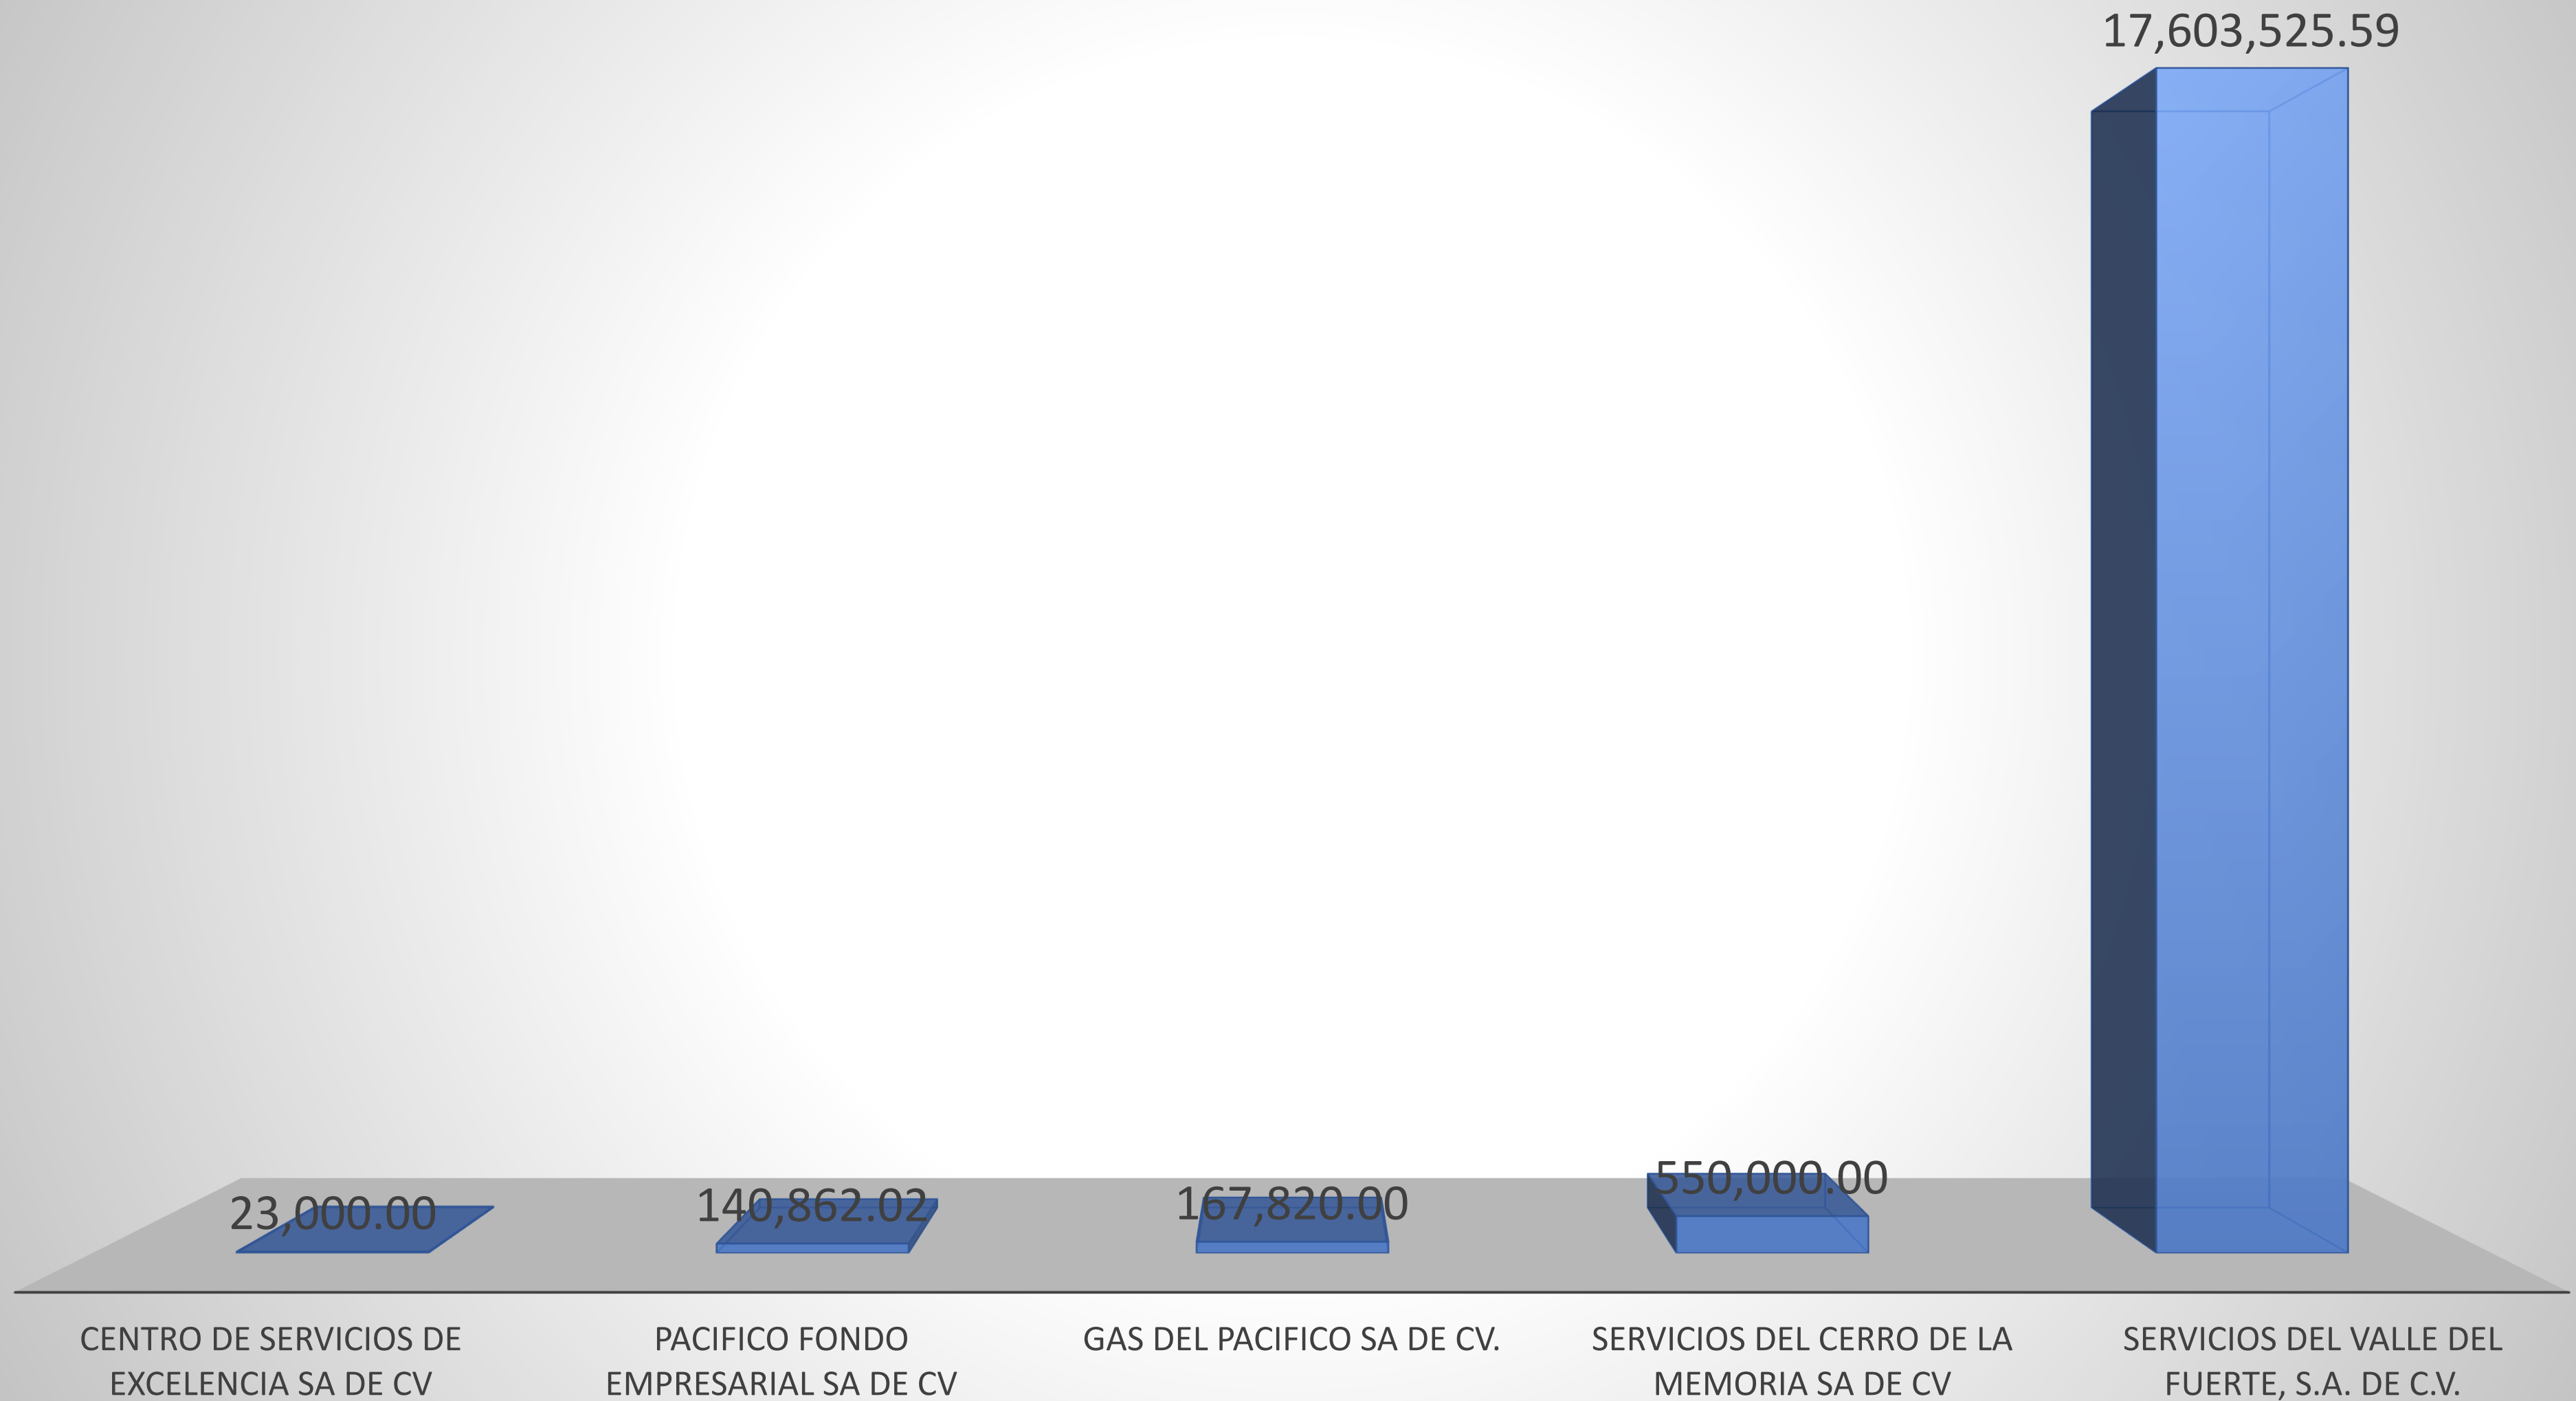 17,603,525.59
23,000.00
140,862.02
167,820.00
550,000.00
CENTRO DE SERVICIOS DE
EXCELENCIA SA DE CV
PACIFICO FONDO
EMPRESARIAL SA DE CV
GAS DEL PACIFICO SA DE CV.
SERVICIOS DEL CERRO DE LA
MEMORIA SA DE CV
SERVICIOS DEL VALLE DEL
FUERTE, S.A. DE C.V.